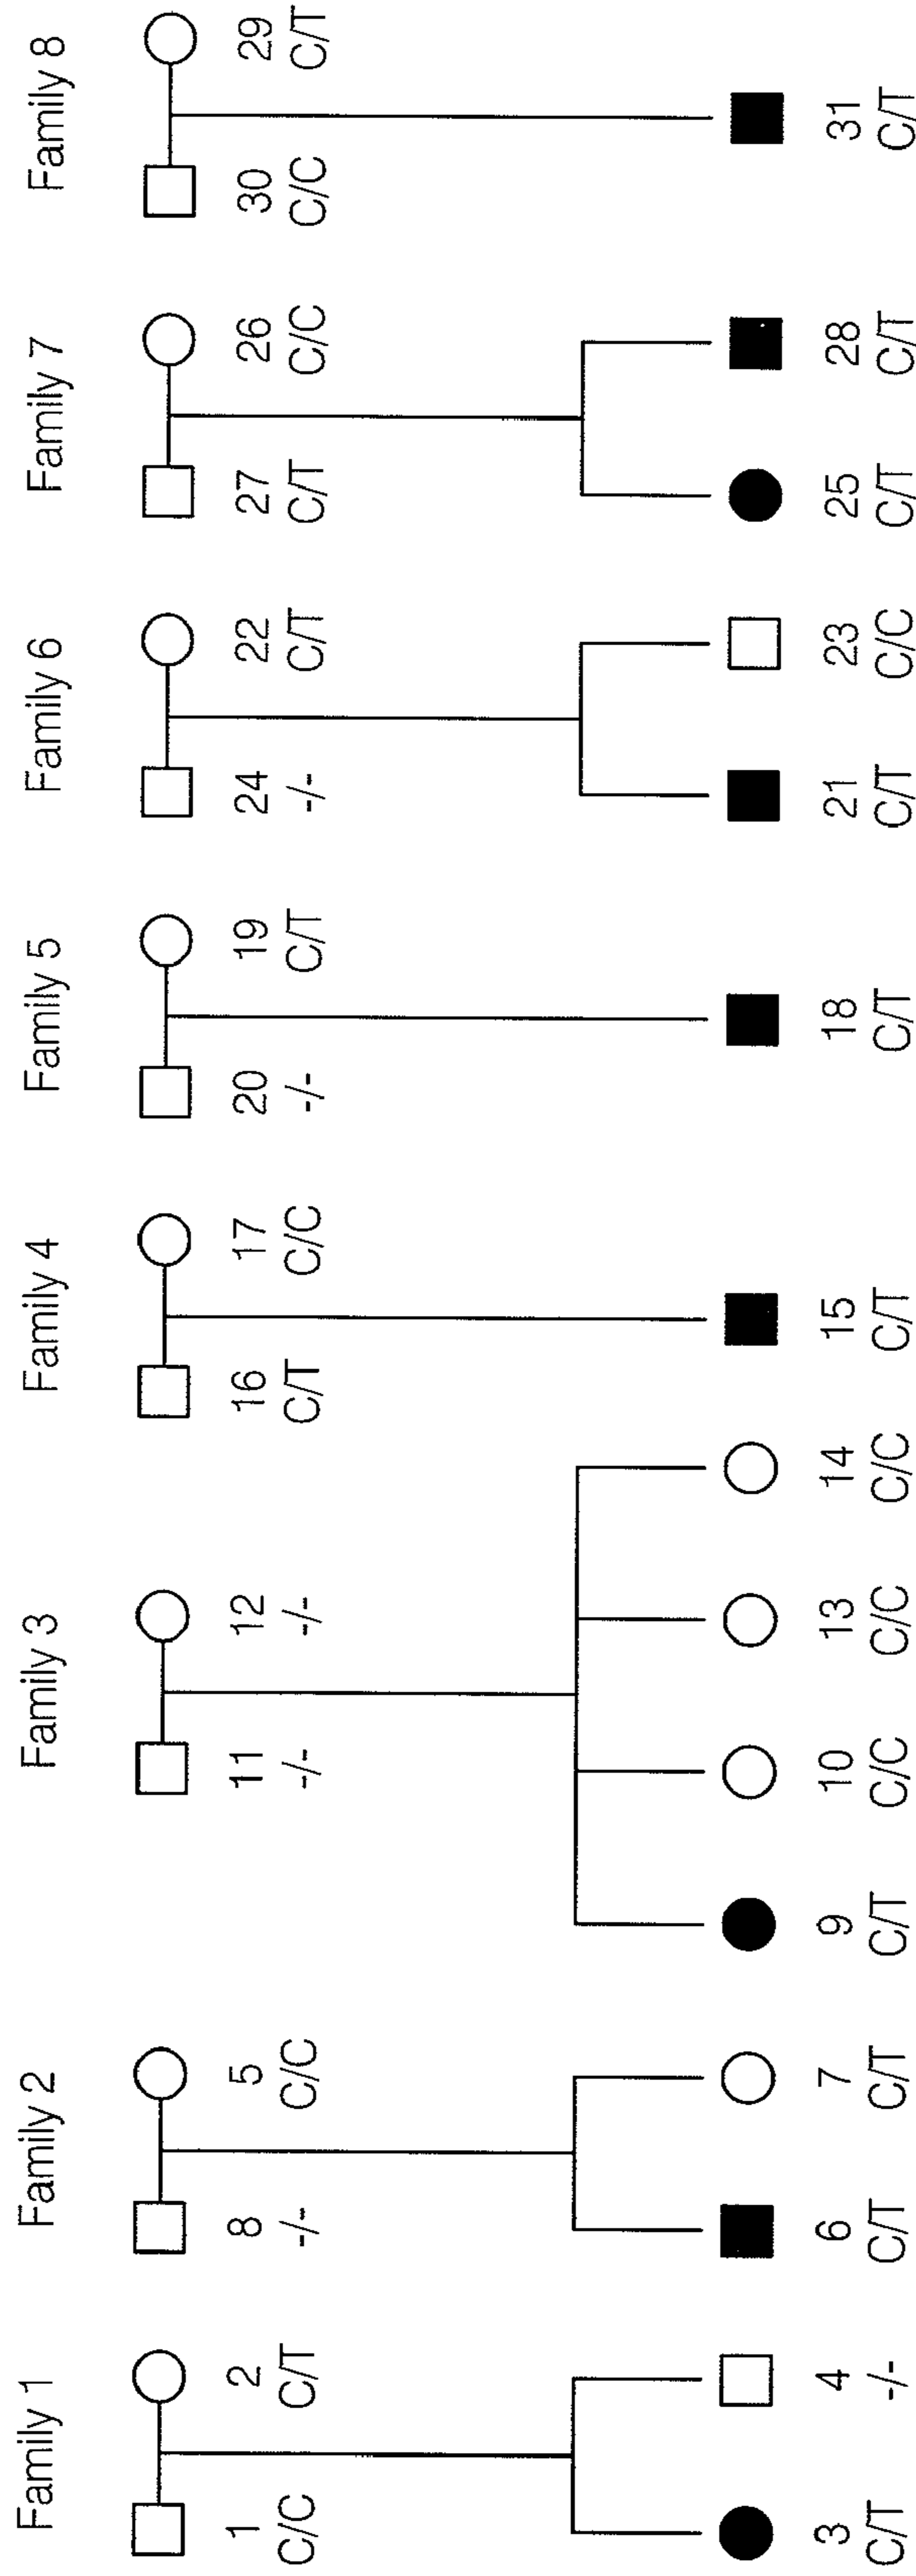 Family 1
1
C/C
2
C/T
3
C/T
4
-/-
Family 2
8
-/-
5
C/C
6
C/T
7
C/T
Family 3
11
-/-
12
-/-
9
C/T
10
C/C
13
C/C
14
C/C
Family 4
16
C/T
17
C/C
15
C/T
Family 5
20
-/-
19
C/T
18
C/T
Family 6
24
-/-
22
C/T
21
C/T
23
C/C
Family 7
27
C/T
26
C/C
25
C/T
28
C/T
Family 8
30
C/C
29
C/T
31
C/T